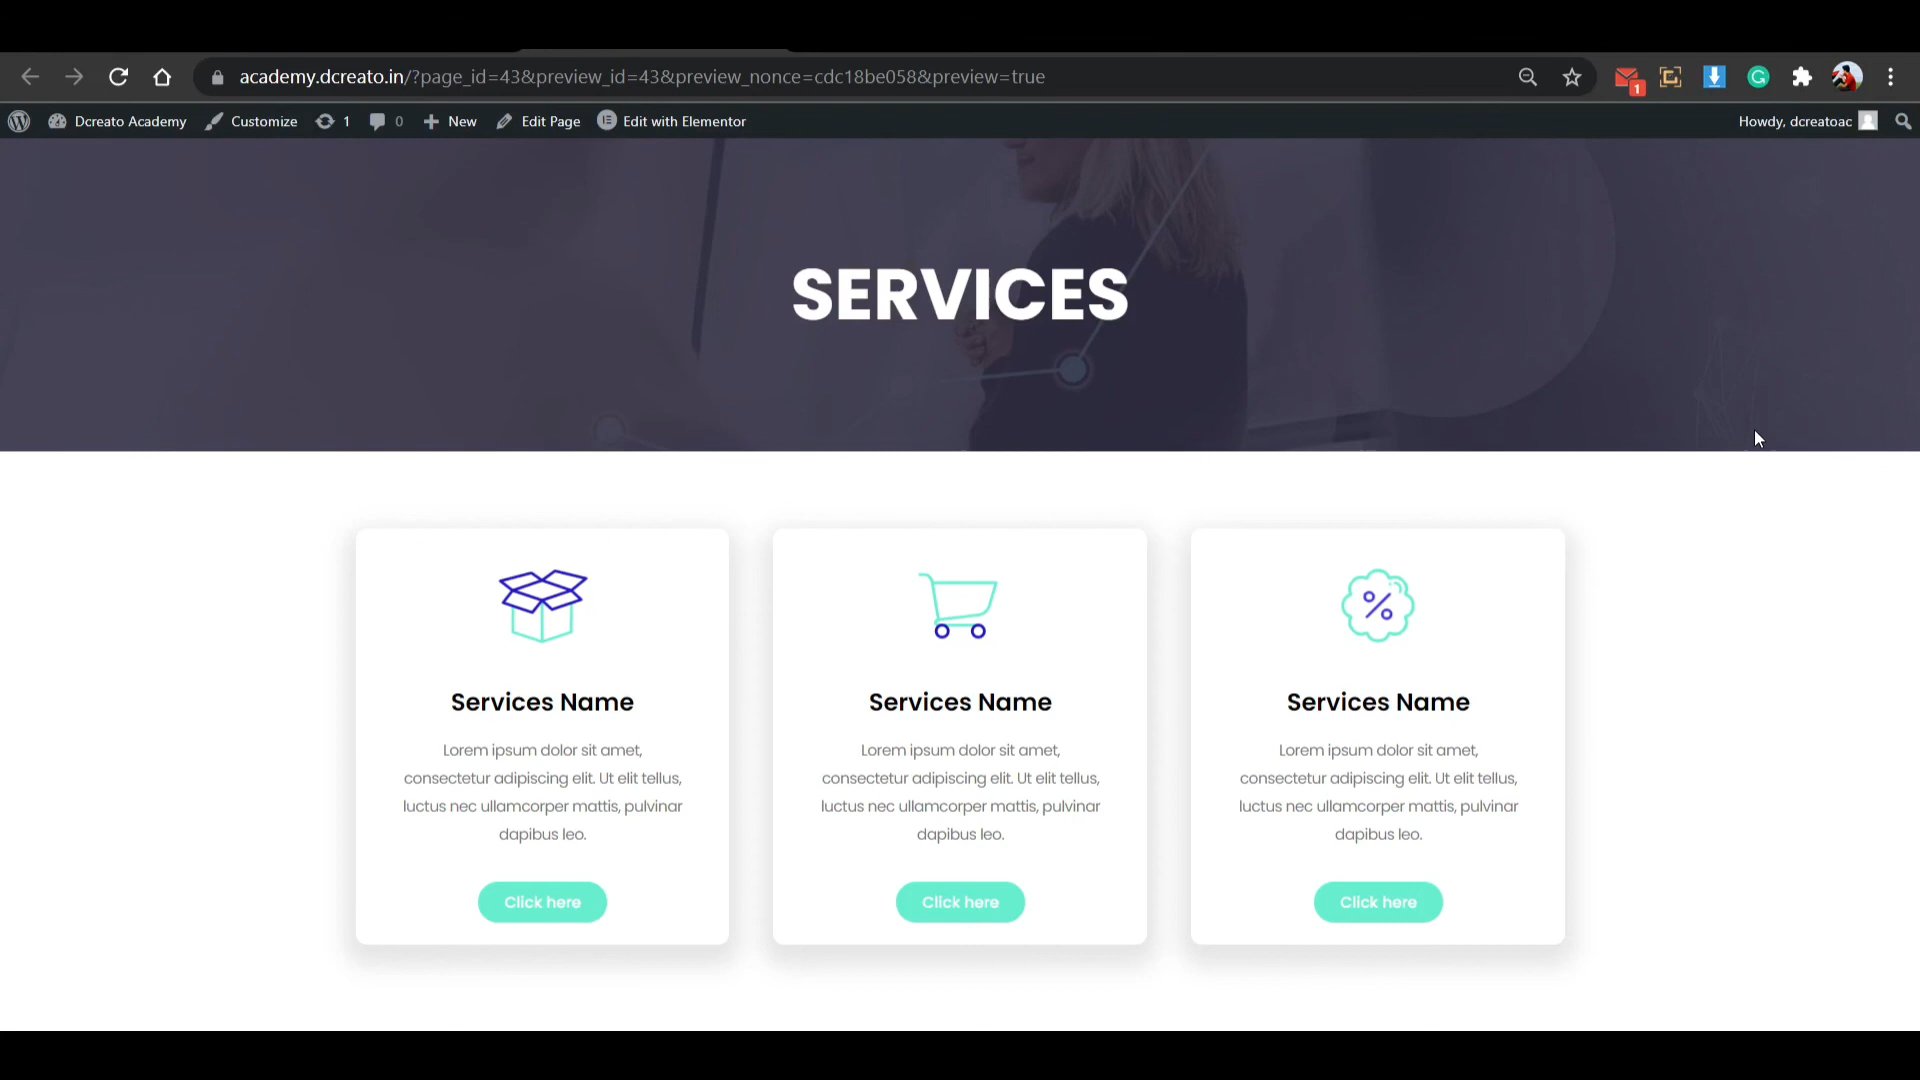 academy.dcreato.in/?page_id=43&preview_id=43&preview_nonce=cdc18be058&preview=true
1
Dcreato Academy Customize 1 0 New Edit Page Edit with Elementor Howdy, dcreatoac
SERVICES
Services Name Services Name Services Name
Lorem ipsum dolor sit amet, Lorem ipsum dolor sit amet, Lorem ipsum dolor sit amet,
consectetur adipiscing elit. Ut elit tellus, consectetur adipiscing elit. Ut elit tellus, consectetur adipiscing elit. Ut elit tellus,
luctus nec ullamcorper mattis, pulvinar luctus nec ullamcorper mattis, pulvinar luctus nec ullamcorper mattis, pulvinar
dapibus leo. dapibus leo. dapibus leo.
Click here Click here Click here